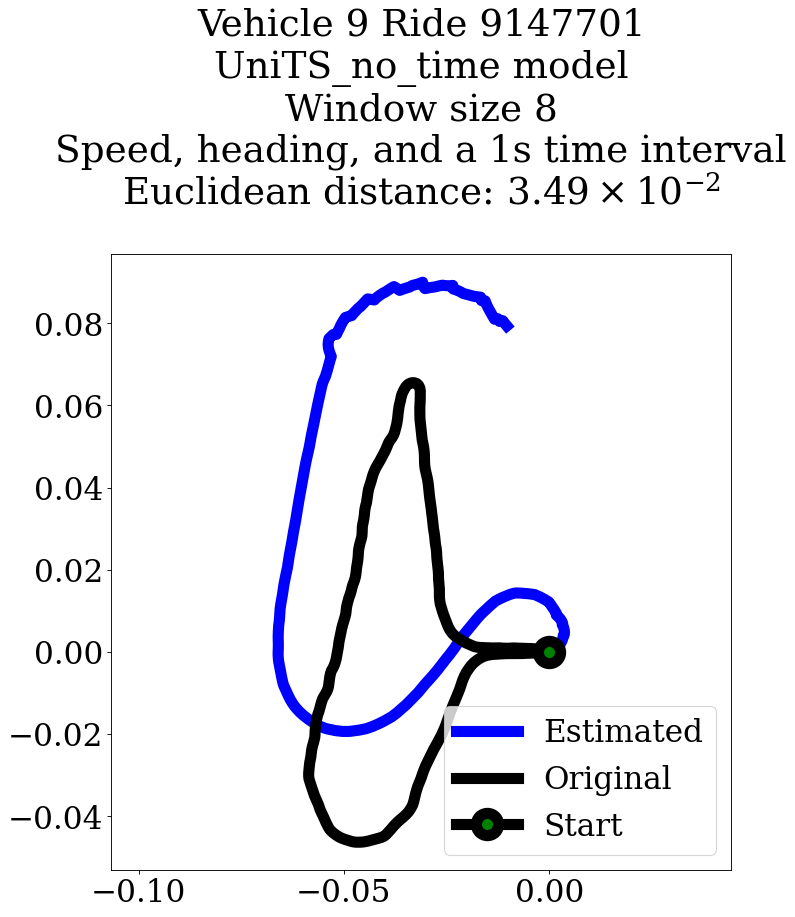 Vehicle 9 Ride 9147701
UniTS_no_time model
Window size 8
Speed, heading, and a 1s time interval
Euclidean distance: 3.49 × 10⁻²
0.08
0.06
0.04
0.02
0.00
−0.02
−0.04
−0.10
−0.05
0.00
Estimated
Original
Start